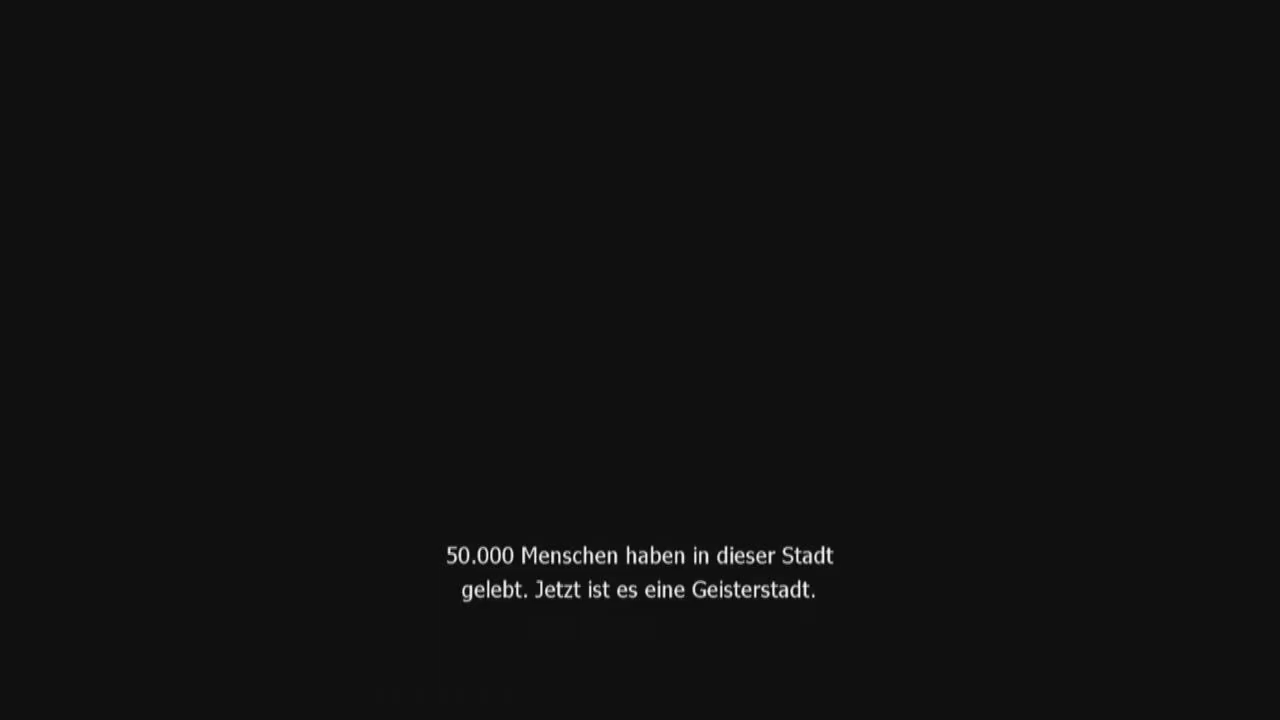 50.000 Menschen haben in dieser Stadt
gelebt. Jetzt ist es eine Geisterstadt.